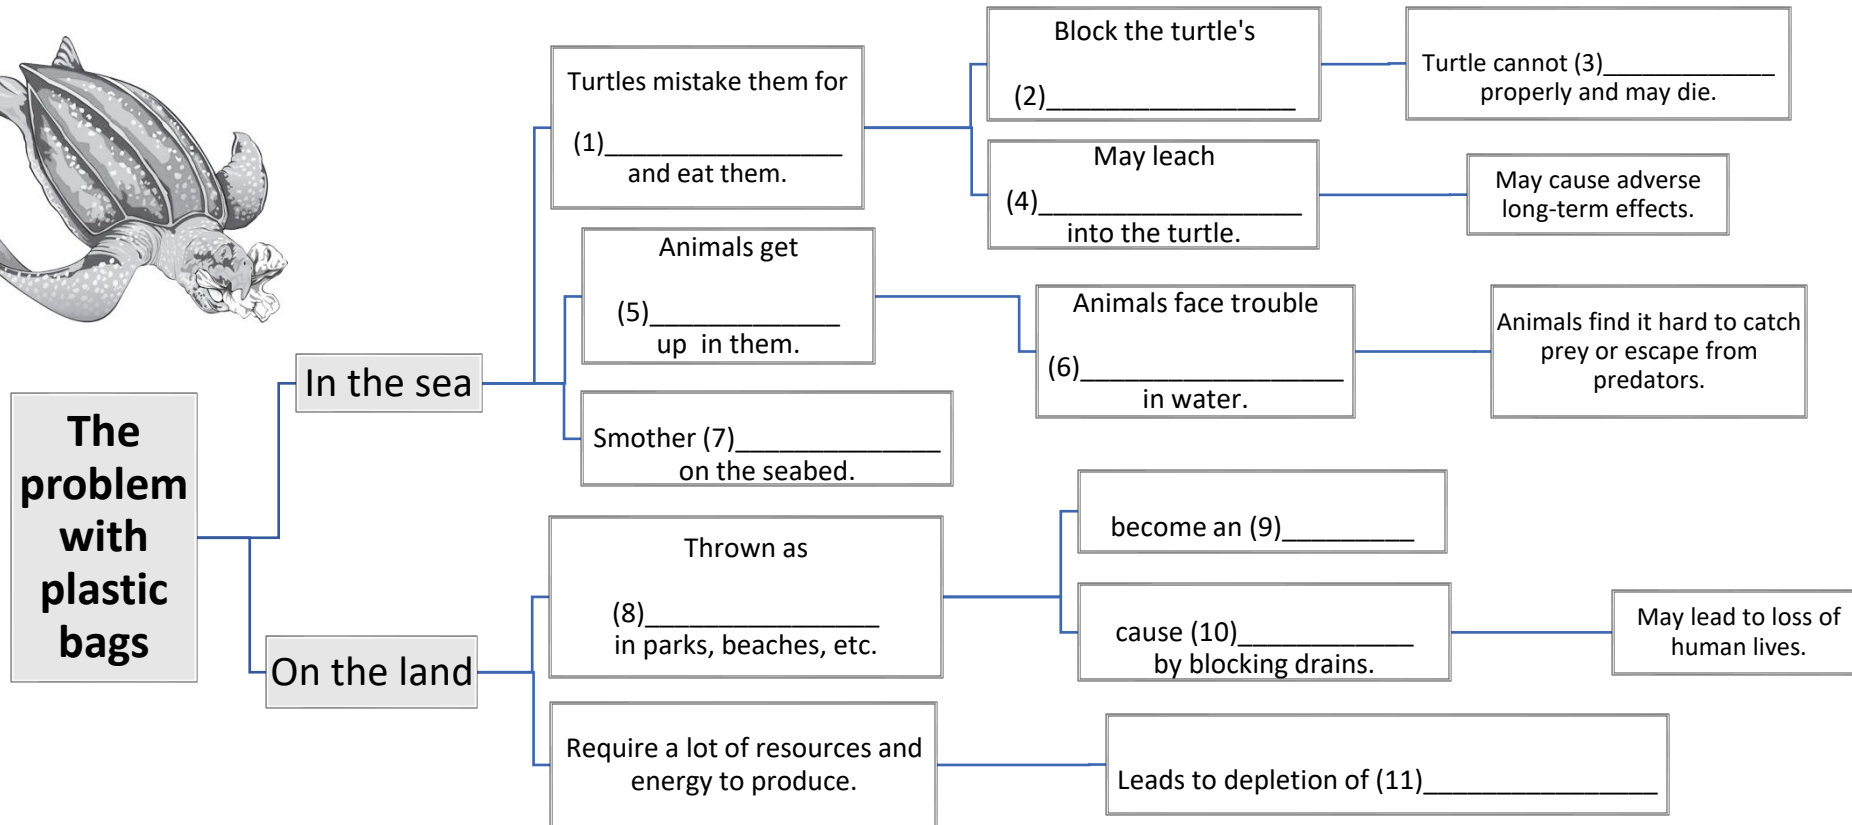 The
problem
with
plastic
bags
In the sea
Turtles mistake them for
(1)_________________
and eat them.
Block the turtle's
(2)_________________
Turtle cannot (3)_____________
properly and may die.
May leach
(4)___________________
into the turtle.
May cause adverse
long-term effects.
Animals get
(5)_____________
up in them.
Animals face trouble
(6)___________________
in water.
Animals find it hard to catch
prey or escape from
predators.
Smother (7)______________
on the seabed.
On the land
Thrown as
(8)________________
in parks, beaches, etc.
become an (9)_________
cause (10)____________
by blocking drains.
May lead to loss of
human lives.
Require a lot of resources and
energy to produce.
Leads to depletion of (11)________________